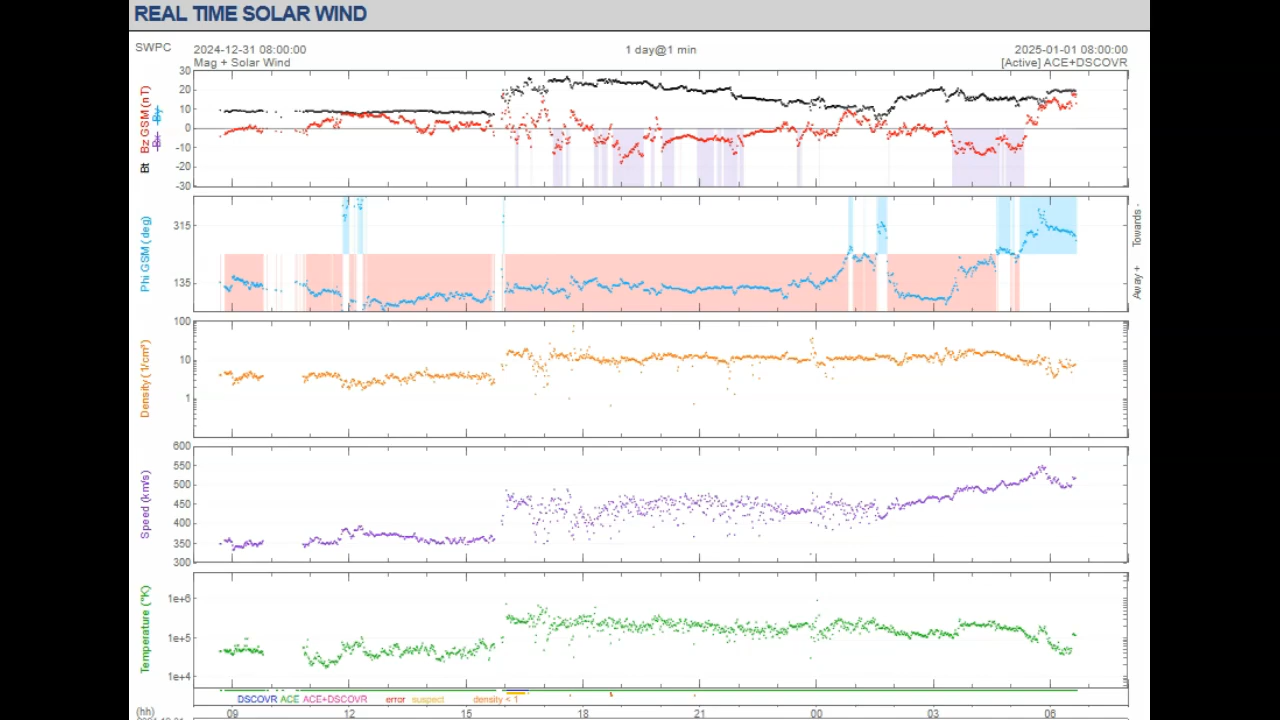 REAL TIME SOLAR WIND
SWPC
2024-12-31 08:00:00
1 day@1 min
2025-01-01 08:00:00
Mag + Solar Wind
[Active] ACE+DSCOVR
Bt Bz GSM (nT)
Bx By
30
20
10
0
-10
-20
-30
Phi GSM (deg)
315
135
Towards -
Away +
Density (1/cm³)
100
10
1
Speed (km/s)
600
550
500
450
400
350
300
Temperature (°K)
1e+6
1e+5
1e+4
DSCOVR ACE ACE+DSCOVR error suspect density < 1
(hh) 09 12 15 18 21 00 03 06